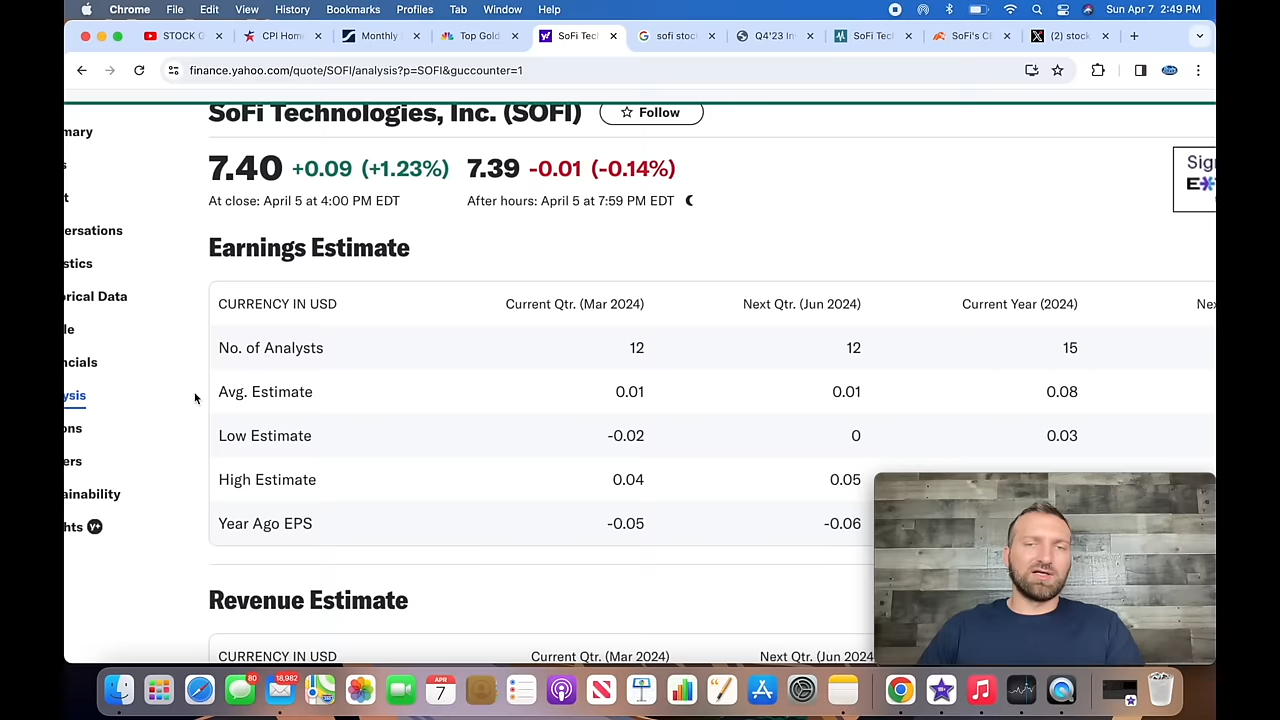 Chrome File Edit View History Bookmarks Profiles Tab Window Help Sun Apr 7 2:49 PM
STOCK G CPI Hom Monthly Top Gold SoFi Tec sofi stoc Q4'23 In SoFi Tec SoFi's C (2) stock
finance.yahoo.com/quote/SOFI/analysis?p=SOFI&guccounter=1
SoFi Technologies, Inc. (SOFI) Follow
mary
s
t
ersations
stics
orical Data
le
ncials
ysis
ons
ers
ainability
hts Y+
7.40 +0.09 (+1.23%) 7.39 -0.01 (-0.14%)
At close: April 5 at 4:00 PM EDT After hours: April 5 at 7:59 PM EDT
Sig
E
Earnings Estimate
CURRENCY IN USD Current Qtr. (Mar 2024) Next Qtr. (Jun 2024) Current Year (2024) Nex
No. of Analysts 12 12 15
Avg. Estimate 0.01 0.01 0.08
Low Estimate -0.02 0 0.03
High Estimate 0.04 0.05
Year Ago EPS -0.05 -0.06
Revenue Estimate
CURRENCY IN USD Current Qtr. (Mar 2024) Next Qtr. (Jun 2024
80 18,982 APR 7